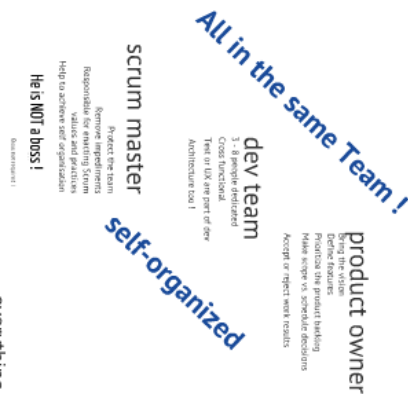 All in the same Team !
product owner
Bring the vision
Define features
Prioritize the product backlog
Make scope vs. schedule decisions
Accept or reject work results
dev team
3 - 8 people dedicated
Cross functional.
Test or UX are part of dev
Architecture too !
self-organized
scrum master
Protect the team
Remove impediments
Responsible for enacting Scrum
values and practices
Help to achieve self organisation
He is NOT a boss !